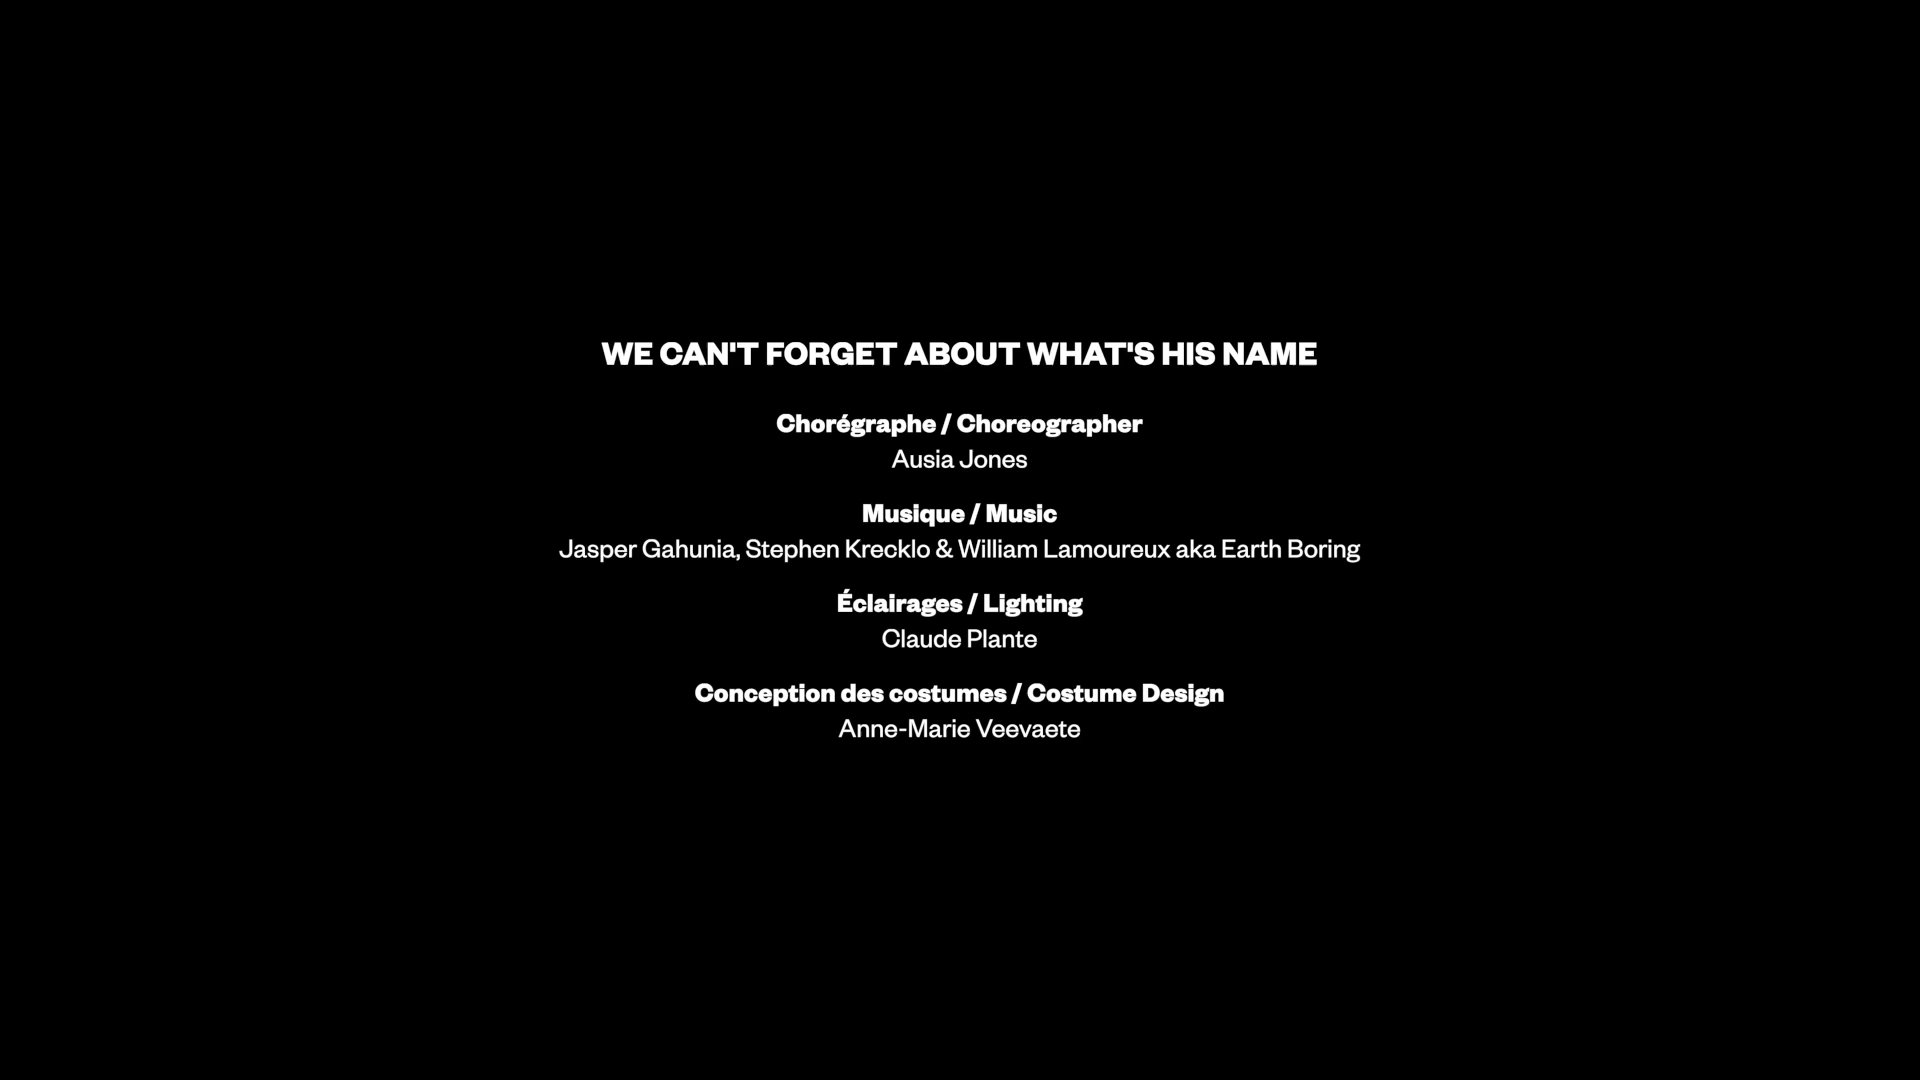 WE CAN'T FORGET ABOUT WHAT'S HIS NAME
Chorégraphe / Choreographer
Ausia Jones
Musique / Music
Jasper Gahunia, Stephen Krecklo & William Lamoureux aka Earth Boring
Éclairages / Lighting
Claude Plante
Conception des costumes / Costume Design
Anne-Marie Veevaete